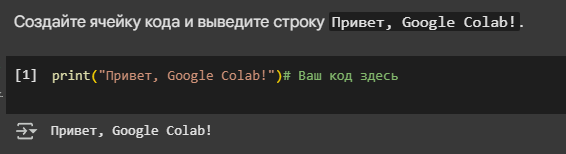 Создайте ячейку кода и выведите строку Привет, Google Colab!.
[1] print("Привет, Google Colab!")# Ваш код здесь
Привет, Google Colab!